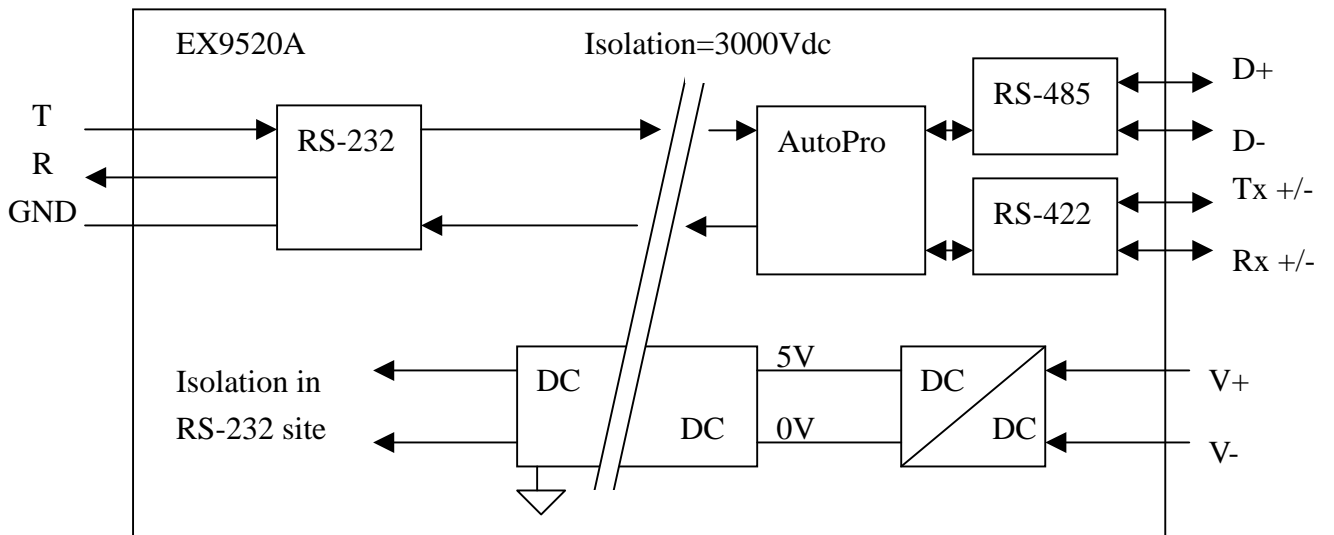 EX9520A
Isolation=3000Vdc
T
R
GND
RS-232
AutoPro
RS-485
RS-422
D+
D-
Tx +/-
Rx +/-
Isolation in
RS-232 site
DC
DC
5V
0V
DC
DC
V+
V-